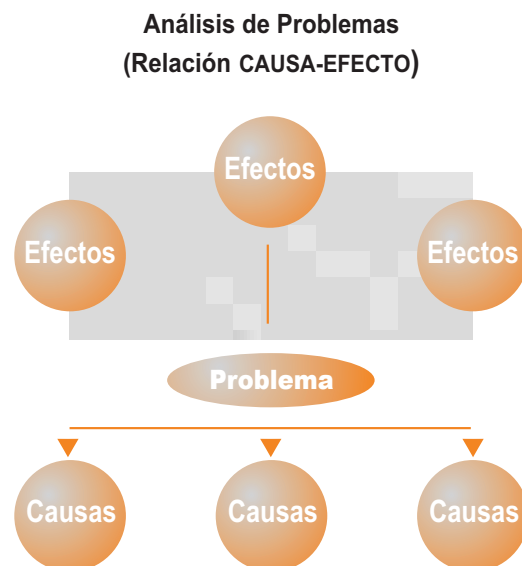 Análisis de Problemas
(Relación CAUSA-EFECTO)
Efectos
Efectos
Efectos
Problema
Causas
Causas
Causas